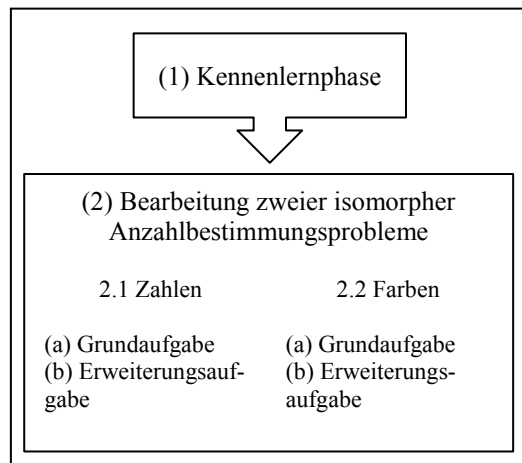 (1) Kennenlernphase
(2) Bearbeitung zweier isomorpher
Anzahlbestimmungsprobleme
2.1 Zahlen
(a) Grundaufgabe
(b) Erweiterungsauf-
gabe
2.2 Farben
(a) Grundaufgabe
(b) Erweiterungs-
aufgabe